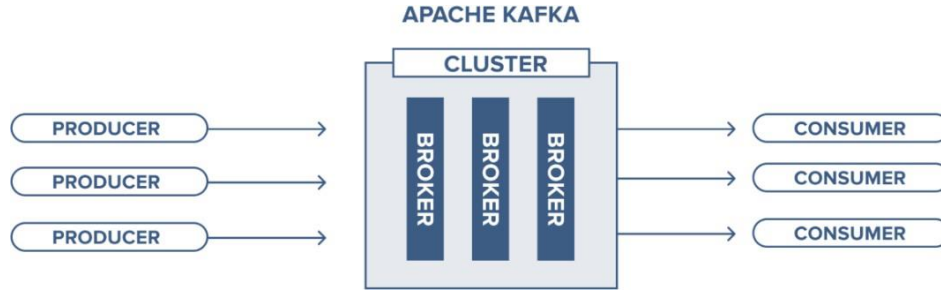 APACHE KAFKA
CLUSTER
PRODUCER
PRODUCER
PRODUCER
BROKER
BROKER
BROKER
CONSUMER
CONSUMER
CONSUMER